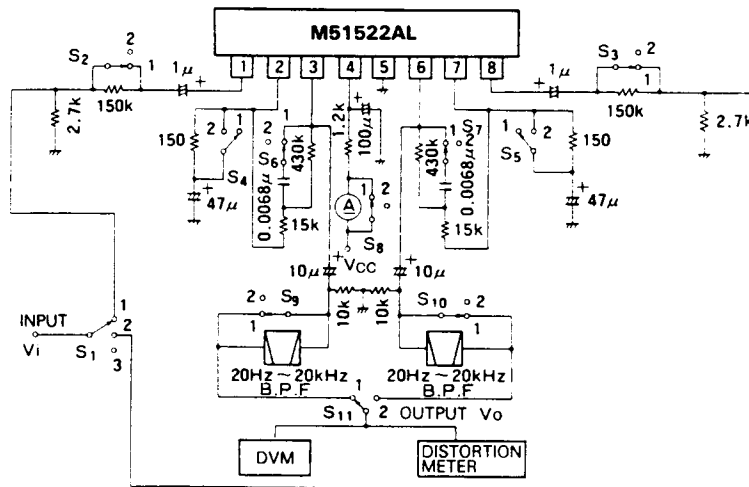 M51522AL
1 2 3 4 5 6 7 8
S2 2 1
1μ +
150k
2.7k
S3 2 1
1μ +
150k
2.7k
150
2 1
S4
47μ +
2 1
S6
0.0068μ
430k
15k
1.2k
100μ +
A
1 2
S8
Vcc
1 S7
2
430k
0.0068μ
15k
2 1
S5
150
47μ +
10μ +
10μ +
10k 10k
2 S9
1
S10 2
1
20Hz~20kHz
B.P.F
20Hz~20kHz
B.P.F
INPUT
VI
S1
1
2
3
1
S11 2 OUTPUT Vo
DVM
DISTORTION
METER